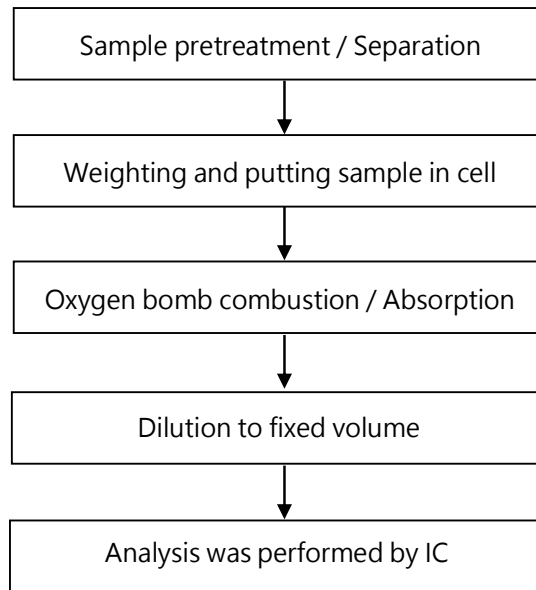 Sample pretreatment / Separation
Weighting and putting sample in cell
Oxygen bomb combustion / Absorption
Dilution to fixed volume
Analysis was performed by IC